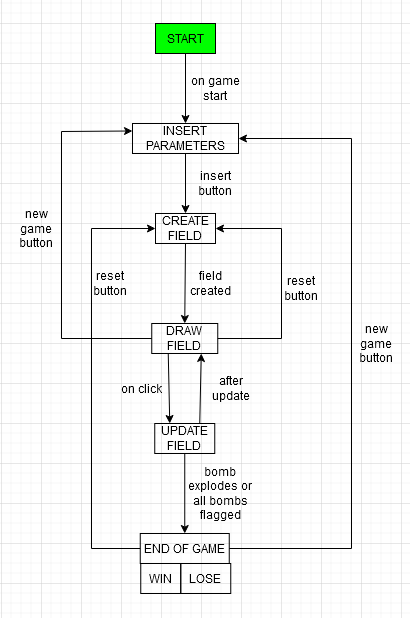 START
on game
start
INSERT
PARAMETERS
insert
button
new
game
button
CREATE
FIELD
reset
button
field
created
reset
button
DRAW
FIELD
new
game
button
on click
after
update
UPDATE
FIELD
bomb
explodes or
all bombs
flagged
END OF GAME
WIN
LOSE